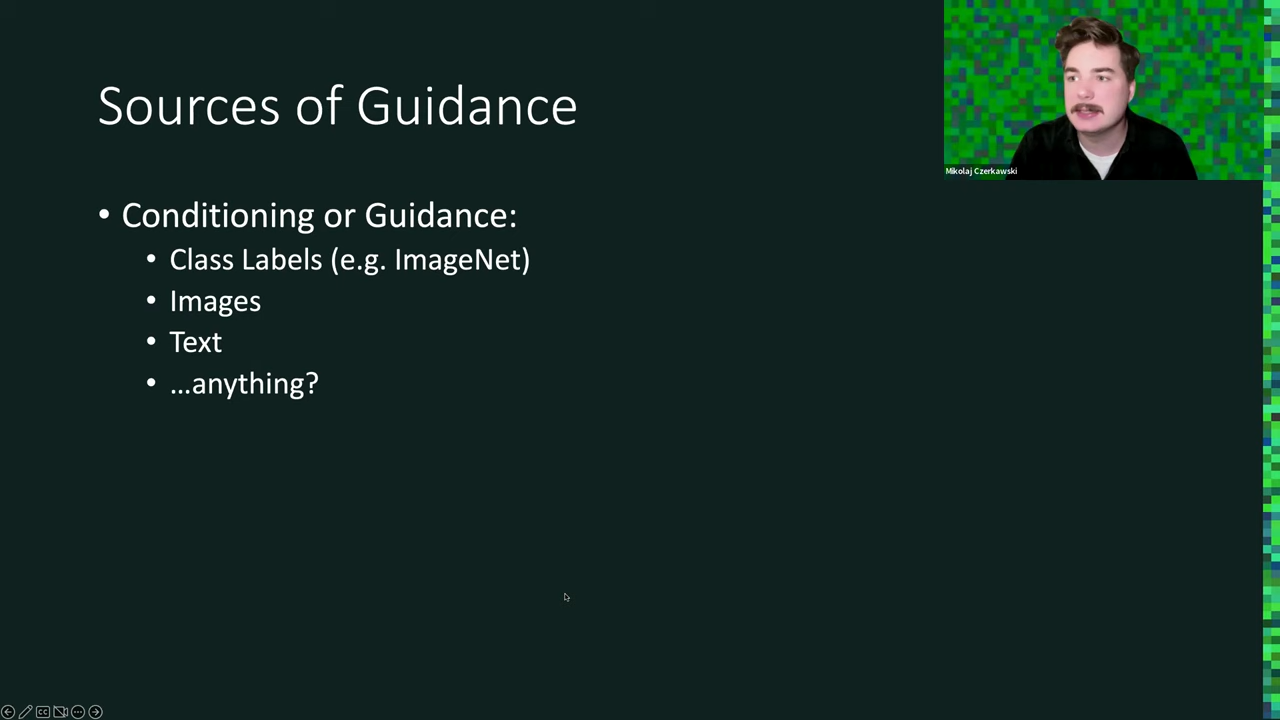 Sources of Guidance
Mikolaj Czerkawski
• Conditioning or Guidance:
• Class Labels (e.g. ImageNet)
• Images
• Text
• ...anything?